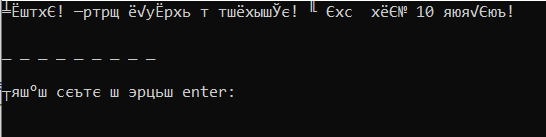 ╧ЁштхЄ! ─ртрщ ё√уЁрхь т тшёхышЎє! ╙ Єхс  хёЄ№ 10 яюя√Єюъ!
_ _ _ _ _ _ _ _ _
┬яш°ш сєътє ш эрцьш enter: